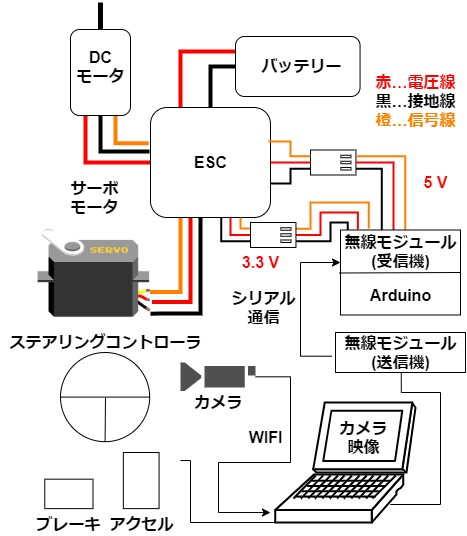 DC
モータ
バッテリー
赤…電圧線
黒…接地線
橙…信号線
ESC
サーボ
モータ
5 V
SERVO
3.3 V
無線モジュール
(受信機)
Arduino
シリアル
通信
ステアリングコントローラ
無線モジュール
(送信機)
カメラ
WIFI
カメラ
映像
ブレーキ
アクセル